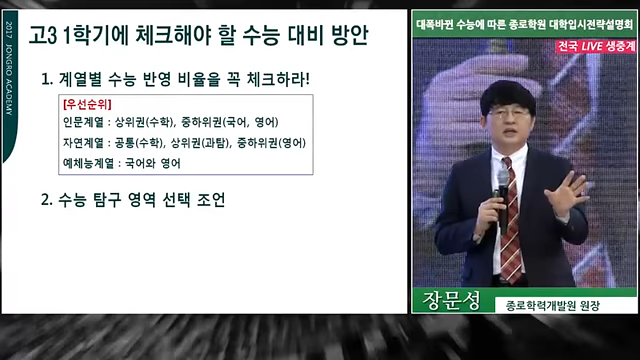 2017 JONGRO ACADEMY
고3 1학기에 체크해야 할 수능 대비 방안
1. 계열별 수능 반영 비율을 꼭 체크하라!
[우선순위]
인문계열 : 상위권(수학), 중하위권(국어, 영어)
자연계열 : 공통(수학), 상위권(과탐), 중하위권(영어)
예체능계열 : 국어와 영어
2. 수능 탐구 영역 선택 조언
대폭바뀐 수능에 따른 종로학원 대학입시전략설명회
전국 LIVE 생중계
장문성
종로학력개발원 원장